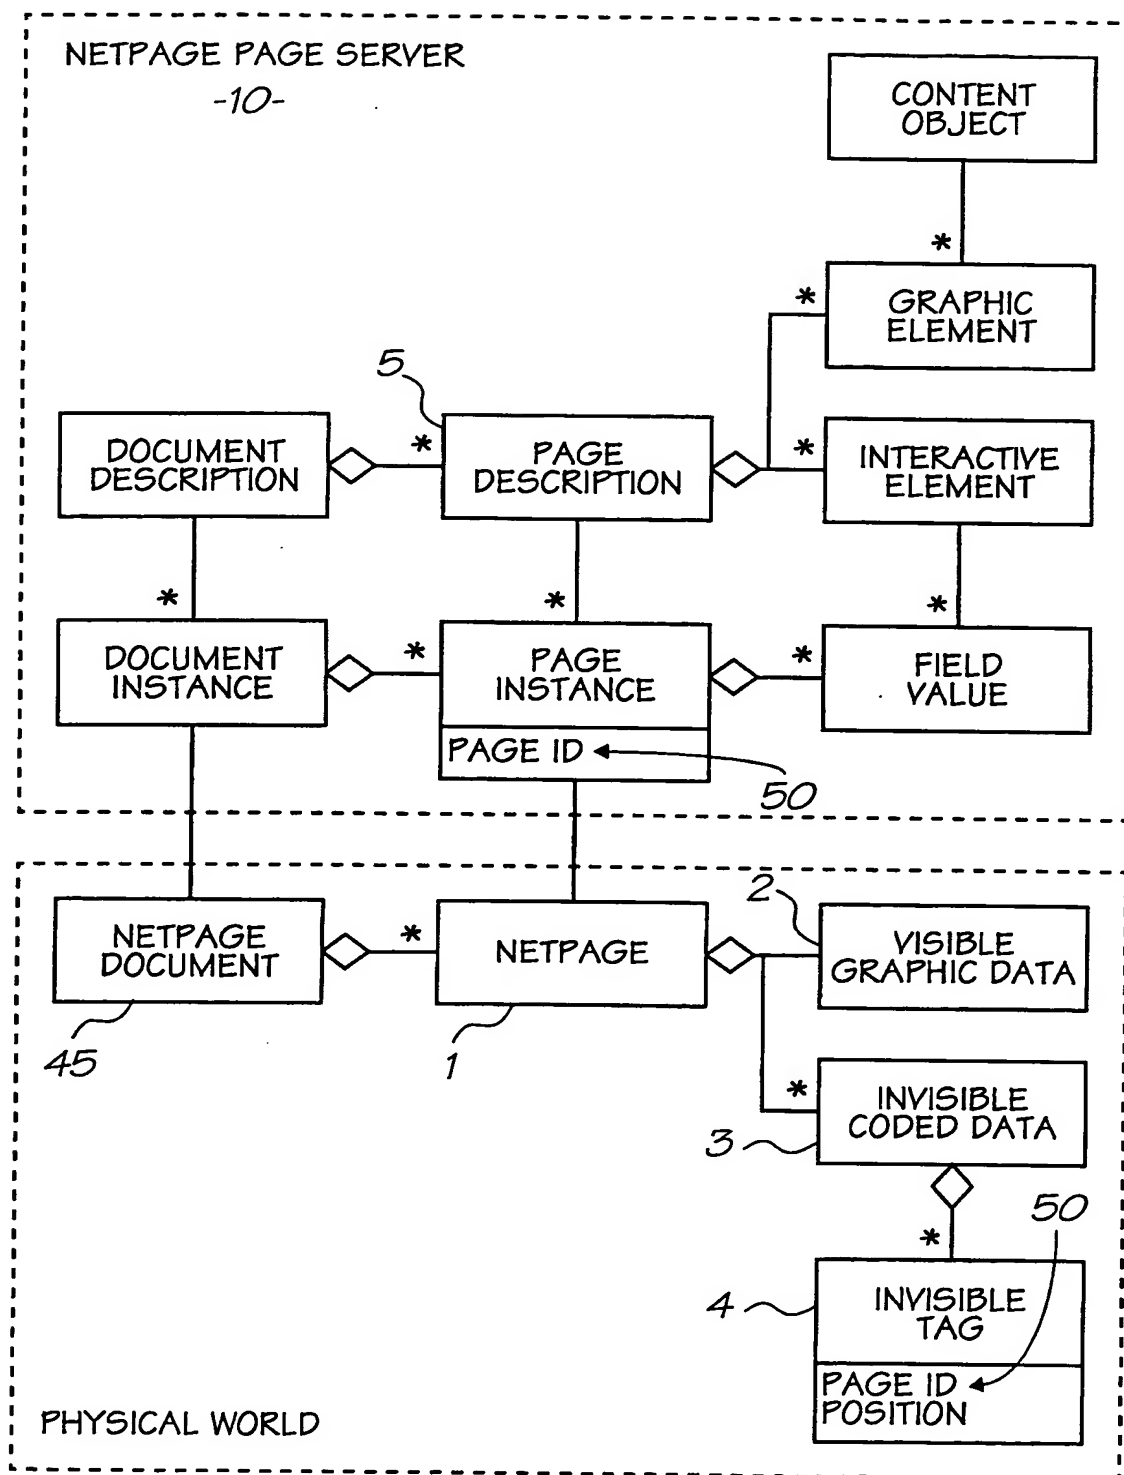 NETPAGE PAGE SERVER
-10-
CONTENT
OBJECT
*
*
GRAPHIC
ELEMENT
5
DOCUMENT
DESCRIPTION
*
PAGE
DESCRIPTION
*
INTERACTIVE
ELEMENT
*
*
*
DOCUMENT
INSTANCE
*
PAGE
INSTANCE
*
FIELD
VALUE
PAGE ID
50
NETPAGE
DOCUMENT
*
NETPAGE
2
VISIBLE
GRAPHIC DATA
45
1
*
INVISIBLE
CODED DATA
3
50
*
4
INVISIBLE
TAG
PAGE ID
POSITION
PHYSICAL WORLD